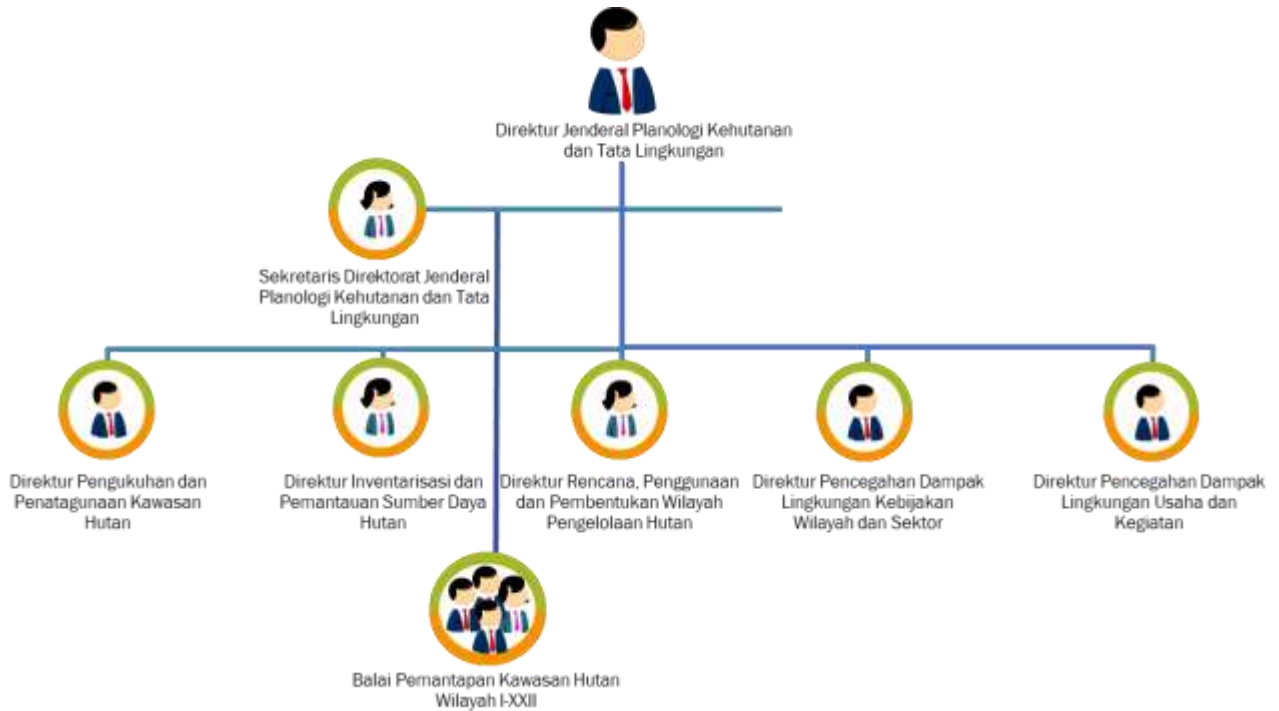 Direktur Jenderal Planologi Kehutanan
dan Tata Lingkungan
Sekretaris Direktorat Jenderal
Planologi Kehutanan dan Tata
Lingkungan
Direktur Pengukuhan dan
Penatagunaan Kawasan
Hutan
Direktur Inventarisasi dan
Pemantauan Sumber Daya
Hutan
Direktur Rencana, Penggunaan
dan Pembentukan Wilayah
Pengelolaan Hutan
Direktur Pencegahan Dampak
Lingkungan Kebijakan
Wilayah dan Sektor
Direktur Pencegahan Dampak
Lingkungan Usaha dan
Kegiatan
Balai Pemantapan Kawasan Hutan
Wilayah I-XXII